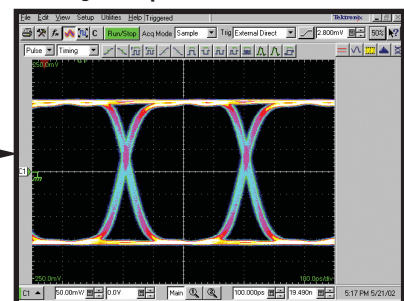 File Edit View Setup Utilities Help Triggered Tektronix
Run/Stop Acq Mode Sample Trig External Direct 2.800mV 50%
Pulse Timing
250.0mV
C1
-250.0mV 100.0ps/div
C1 50.00mV/ 0.0V Main 100.000ps 19.490n 5:17 PM 5/21/02